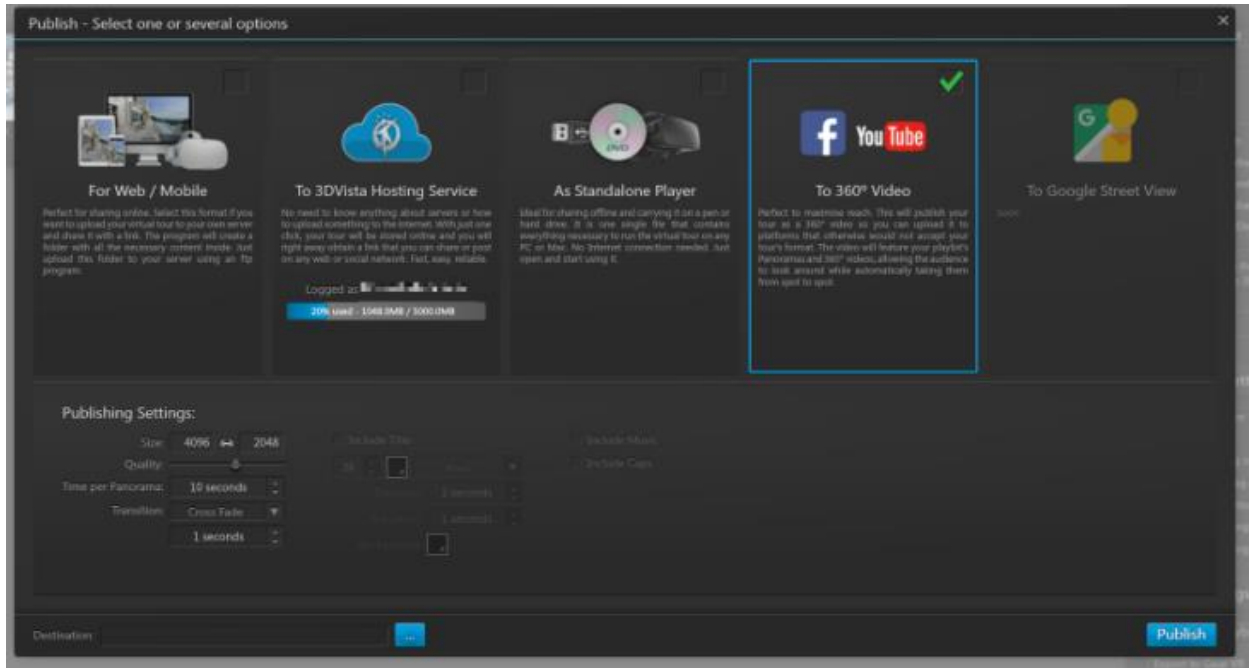 Publish - Select one or several options
×
DVD
f You Tube
G
For Web / Mobile
Perfect for sharing online. Select this format if you
want to upload your virtual tour to your own server
and share it with a link. The program will create a
folder with all the necessary content inside. Just
upload this folder to your server using an ftp
program.
To 3DVista Hosting Service
No need to know anything about servers or how
to upload something to the internet. With just one
click, your tour will be stored online and you will
right away obtain a link that you can share or post
on any web or social network. Fast, easy, reliable.
Logged as
20% used - 1048.0MB / 5000.0MB
As Standalone Player
Ideal for sharing offline and carrying it on a pen or
hard drive. It is one single file that contains
everything necessary to run the virtual tour on any
PC or Mac. No Internet connection needed. Just
open and start using it.
To 360º Video
Perfect to maximise reach. This will publish your
tour as a 360º video so you can upload it to
platforms that otherwise would not accept your
tour's format. The video will feature your playlist's
Panoramas and 360º videos, allowing the audience
to look around while automatically taking them
from spot to spot.
To Google Street View
Publishing Settings:
Size: 4096 2048
Quality:
Time per Panorama: 10 seconds
Transition: Cross Fade
1 seconds
Include Title
Include Music
Include Caps
2 seconds
1 seconds
Destination: ...
Publish